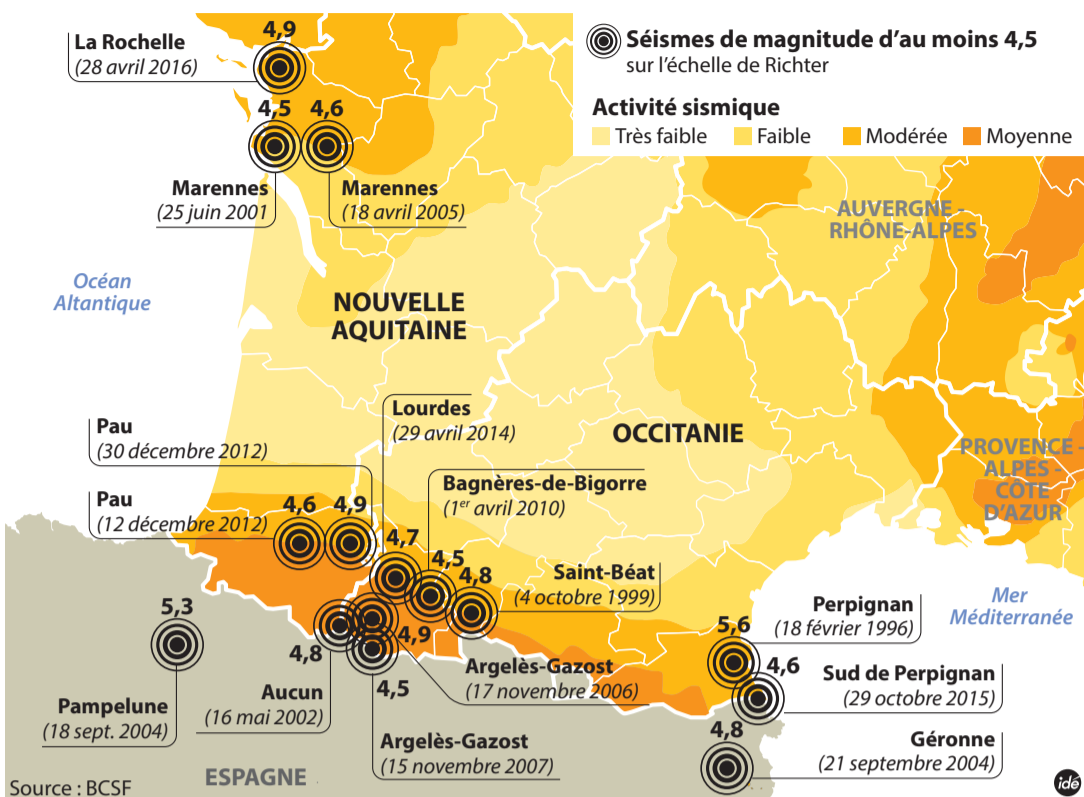 Séismes de magnitude d'au moins 4,5
sur l'échelle de Richter
Activité sismique
Très faible
Faible
Modérée
Moyenne
4,9
La Rochelle
(28 avril 2016)
4,5
4,6
Marennes
(25 juin 2001
Marennes
(18 avril 2005)
AUVERGNE -
RHÔNE-ALPES
Océan
Altantique
NOUVELLE
AQUITAINE
OCCITANIE
PROVENCE -
ALPES -
CÔTE
D'AZUR
Lourdes
(29 avril 2014)
Pau
(30 décembre 2012)
Bagnères-de-Bigorre
(1er avril 2010)
Pau
(12 décembre 2012)
4,6
4,9
4,7
4,5
4,8
Saint-Béat
(4 octobre 1999)
Mer
Méditerranée
5,3
Pampelune
(18 sept. 2004)
4,8
Aucun
(16 mai 2002)
4,9
Argelès-Gazost
(17 novembre 2006)
4,5
Argelès-Gazost
(15 novembre 2007)
5,6
Perpignan
(18 février 1996)
4,6
Sud de Perpignan
(29 octobre 2015)
4,8
Géronne
(21 septembre 2004)
ESPAGNE
Source : BCSF
idé